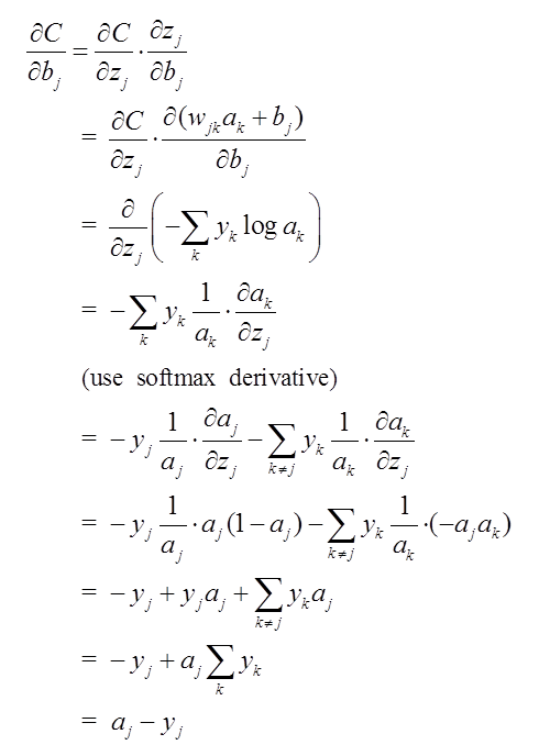 ∂C/∂b_j = ∂C/∂z_j · ∂z_j/∂b_j
= ∂C/∂z_j · ∂(w_jk a_k + b_j)/∂b_j
= ∂/∂z_j (−∑_k y_k log a_k)
= −∑_k y_k 1/a_k · ∂a_k/∂z_j
(use softmax derivative)
= −y_j 1/a_j · ∂a_j/∂z_j − ∑_{k≠j} y_k 1/a_k · ∂a_k/∂z_j
= −y_j 1/a_j · a_j(1−a_j) − ∑_{k≠j} y_k 1/a_k · (−a_j a_k)
= −y_j + y_j a_j + ∑_{k≠j} y_k a_j
= −y_j + a_j ∑_k y_k
= a_j − y_j